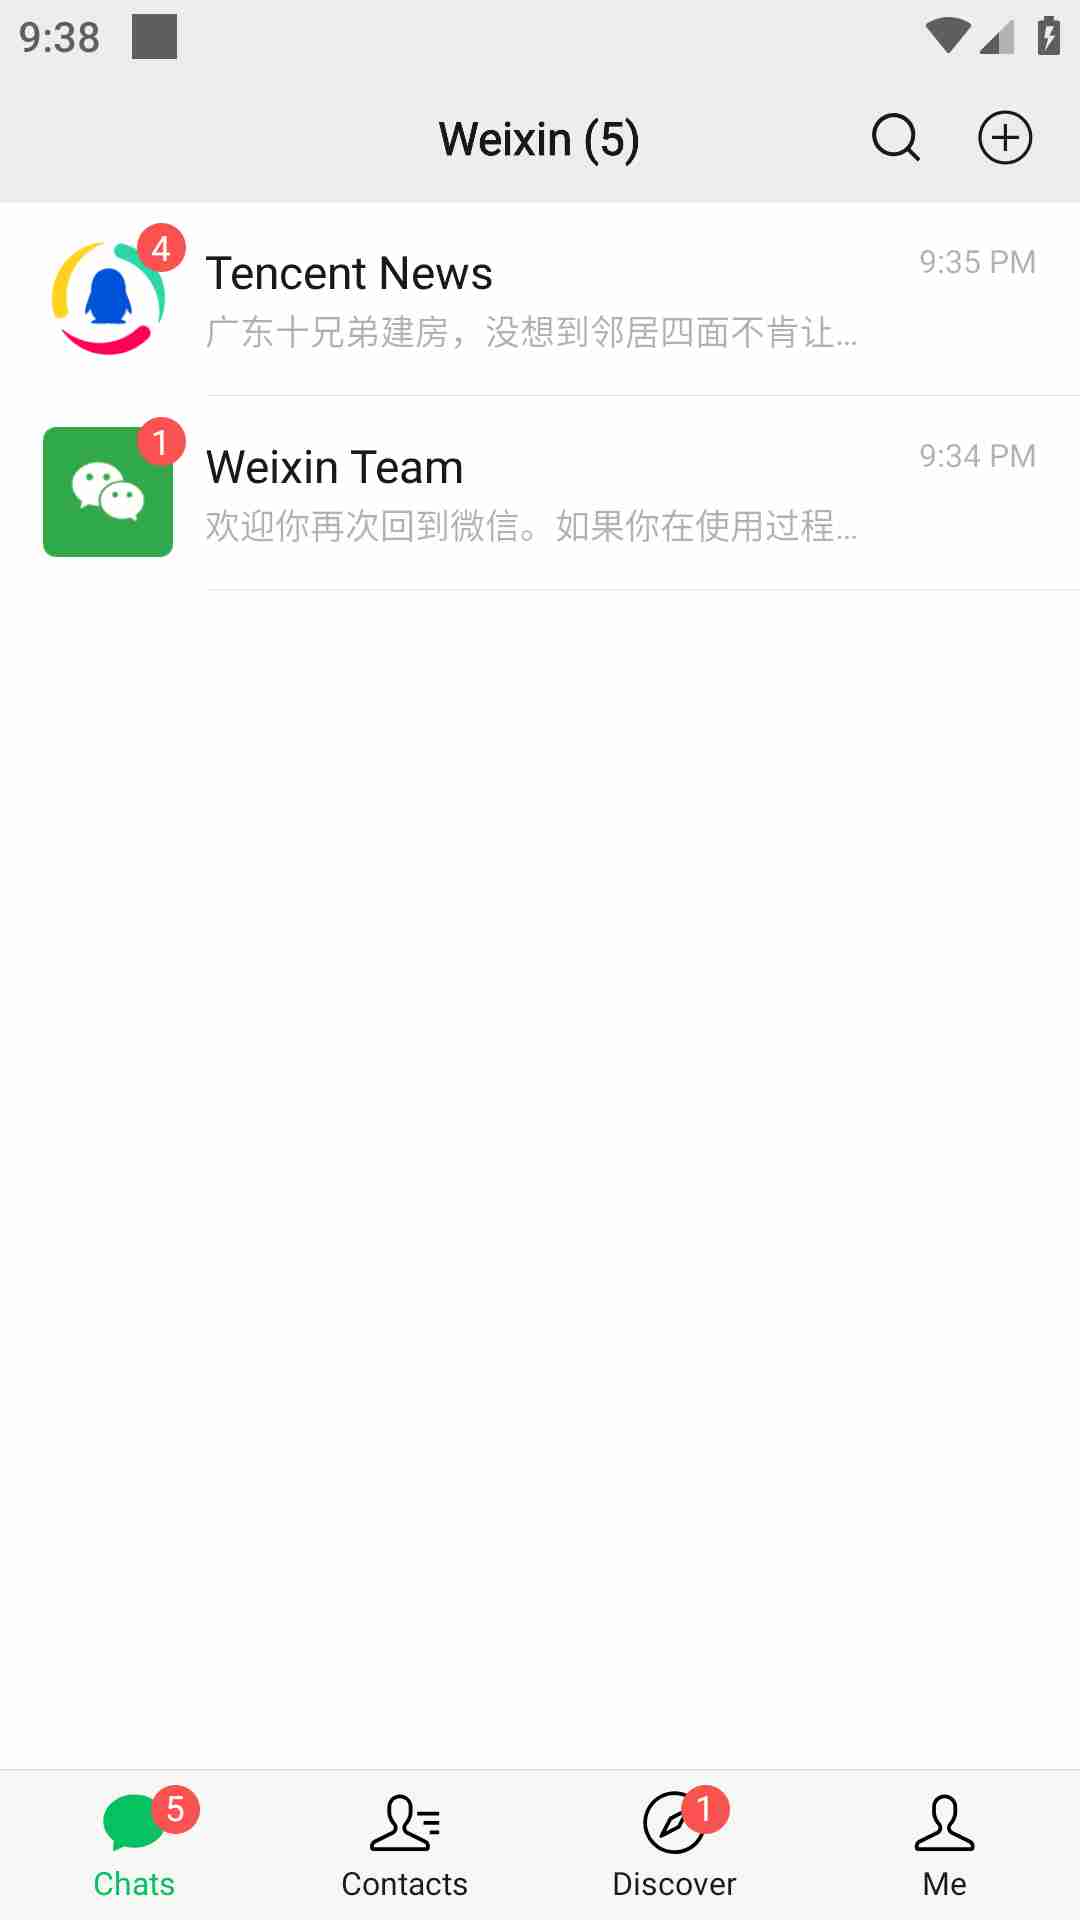 9:38
Weixin (5)
4
Tencent News
9:35 PM
广东十兄弟建房，没想到邻居四面不肯让...
1
Weixin Team
9:34 PM
欢迎你再次回到微信。如果你在使用过程...
5
1
Chats
Contacts
Discover
Me